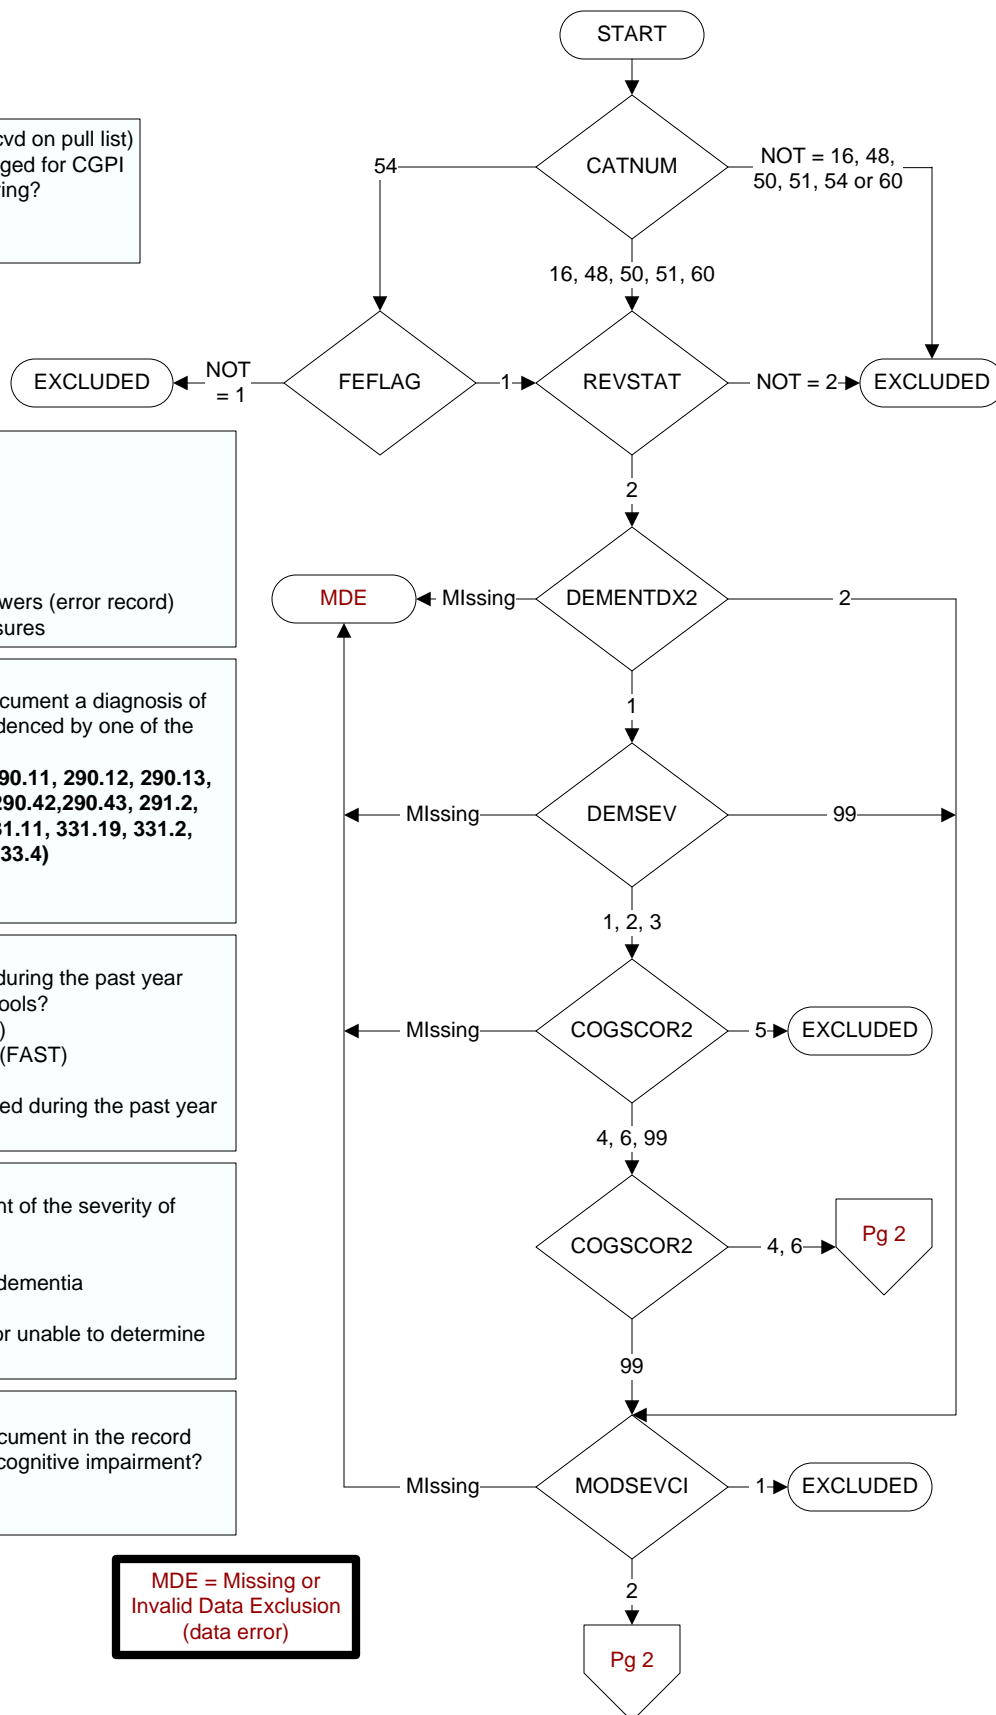 START
cvd on pull list)
ged for CGPI
ring?
54
CATNUM
NOT = 16, 48,
50, 51, 54 or 60
16, 48, 50, 51, 60
EXCLUDED
NOT
= 1
FEFLAG
1
REVSTAT
NOT = 2
EXCLUDED
2
wers (error record)
sures
MDE
MIssing
DEMENTDX2
2
1
cument a diagnosis of
denced by one of the
90.11, 290.12, 290.13,
290.42,290.43, 291.2,
31.11, 331.19, 331.2,
33.4)
MIssing
DEMSEV
99
1, 2, 3
during the past year
ools?
)
(FAST)
ed during the past year
MIssing
COGSCOR2
5
EXCLUDED
4, 6, 99
nt of the severity of
dementia
or unable to determine
COGSCOR2
4, 6
Pg 2
99
cument in the record
cognitive impairment?
MIssing
MODSEVCI
1
EXCLUDED
2
MDE = Missing or
Invalid Data Exclusion
(data error)
Pg 2